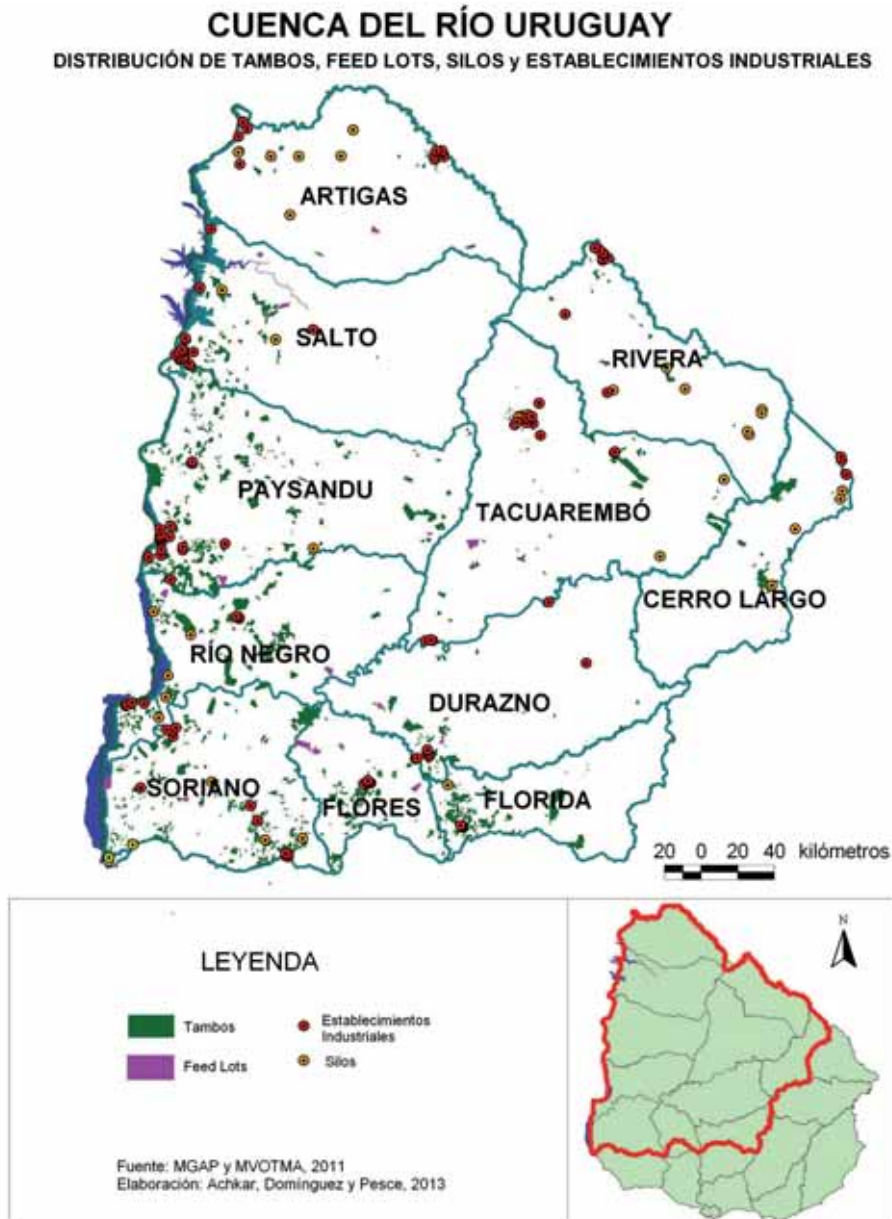 CUENCA DEL RÍO URUGUAY
DISTRIBUCIÓN DE TAMBOS, FEED LOTS, SILOS y ESTABLECIMIENTOS INDUSTRIALES
ARTIGAS
SALTO
RIVERA
PAYSANDU
TACUAREMBÓ
CERRO LARGO
RÍO NEGRO
DURAZNO
SORIANO
FLORES
FLORIDA
20 0 20 40 kilómetros
LEYENDA
Tambos
Establecimientos
Industriales
Feed Lots
Silos
N
Fuente: MGAP y MVOTMA, 2011
Elaboración: Achkar, Domínguez y Pesce, 2013